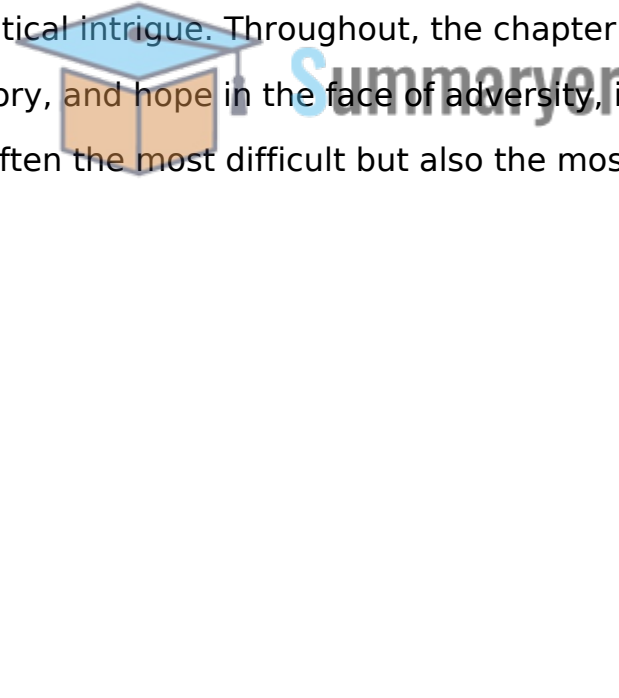 tical intrigue. Throughout, the chapter
ory, and hope in the face of adversity, i
ften the most difficult but also the mos
Summaryer